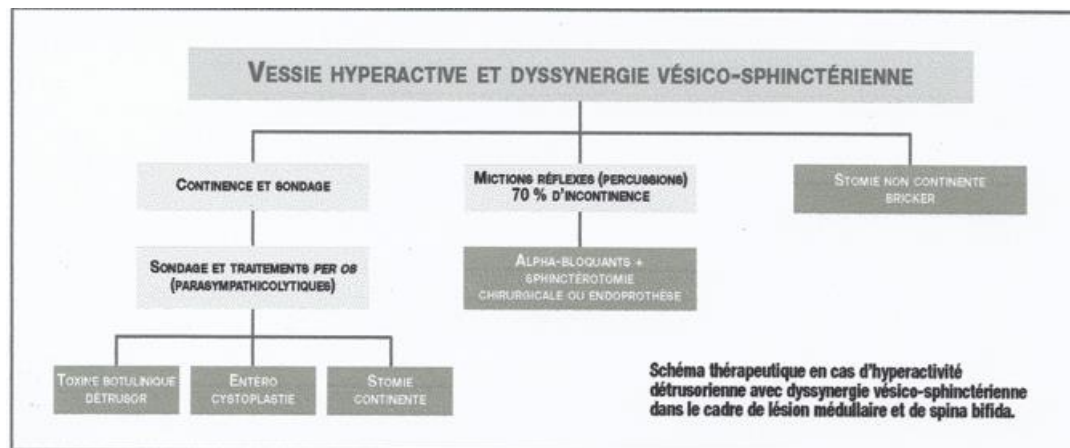 VESSIE HYPERACTIVE ET DYSSYNERGIE VÉSICO-SPHINCTÉRIENNE
CONTINENCE ET SONDAGE
MICTIONS RÉFLEXES (PERCUSSIONS)
70 % D'INCONTINENCE
STOMIE NON CONTINENTE
BRICKER
SONDAGE ET TRAITEMENTS PER OS
(PARASYMPATHICOLYTIQUES)
ALPHA-BLOQUANTS +
SPHINCTÉROTOMIE
CHIRURGICALE OU ENDOPROTHÈSE
TOXINE BOTULINIQUE
DÉTRUSOR
ENTÉRO
CYSTOPLASTIE
STOMIE
CONTINENTE
Schéma thérapeutique en cas d'hyperactivité
détrusorienne avec dyssynergie vésico-sphinctérienne
dans le cadre de lésion médullaire et de spina bifida.